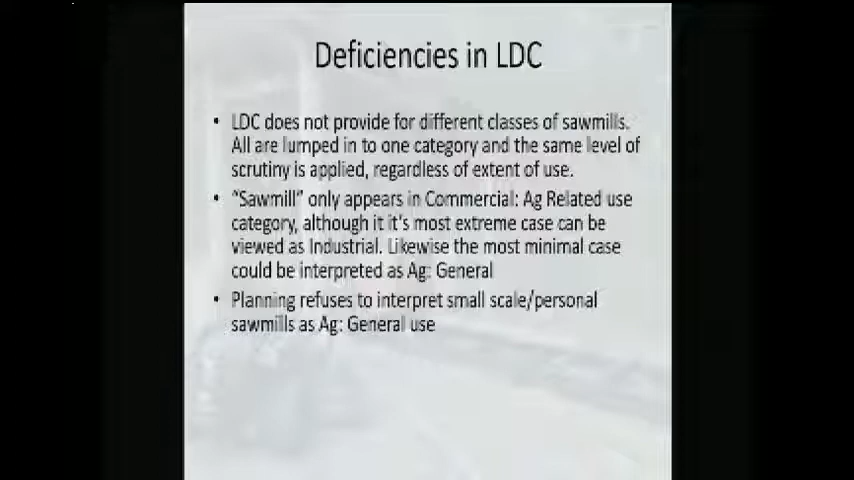 Deficiencies in LDC
• LDC does not provide for different classes of sawmills.
All are lumped in to one category and the same level of
scrutiny is applied, regardless of extent of use.
• “Sawmill” only appears in Commercial: Ag Related use
category, although it it’s most extreme case can be
viewed as Industrial. Likewise the most minimal case
could be interpreted as Ag: General
• Planning refuses to interpret small scale/personal
sawmills as Ag: General use